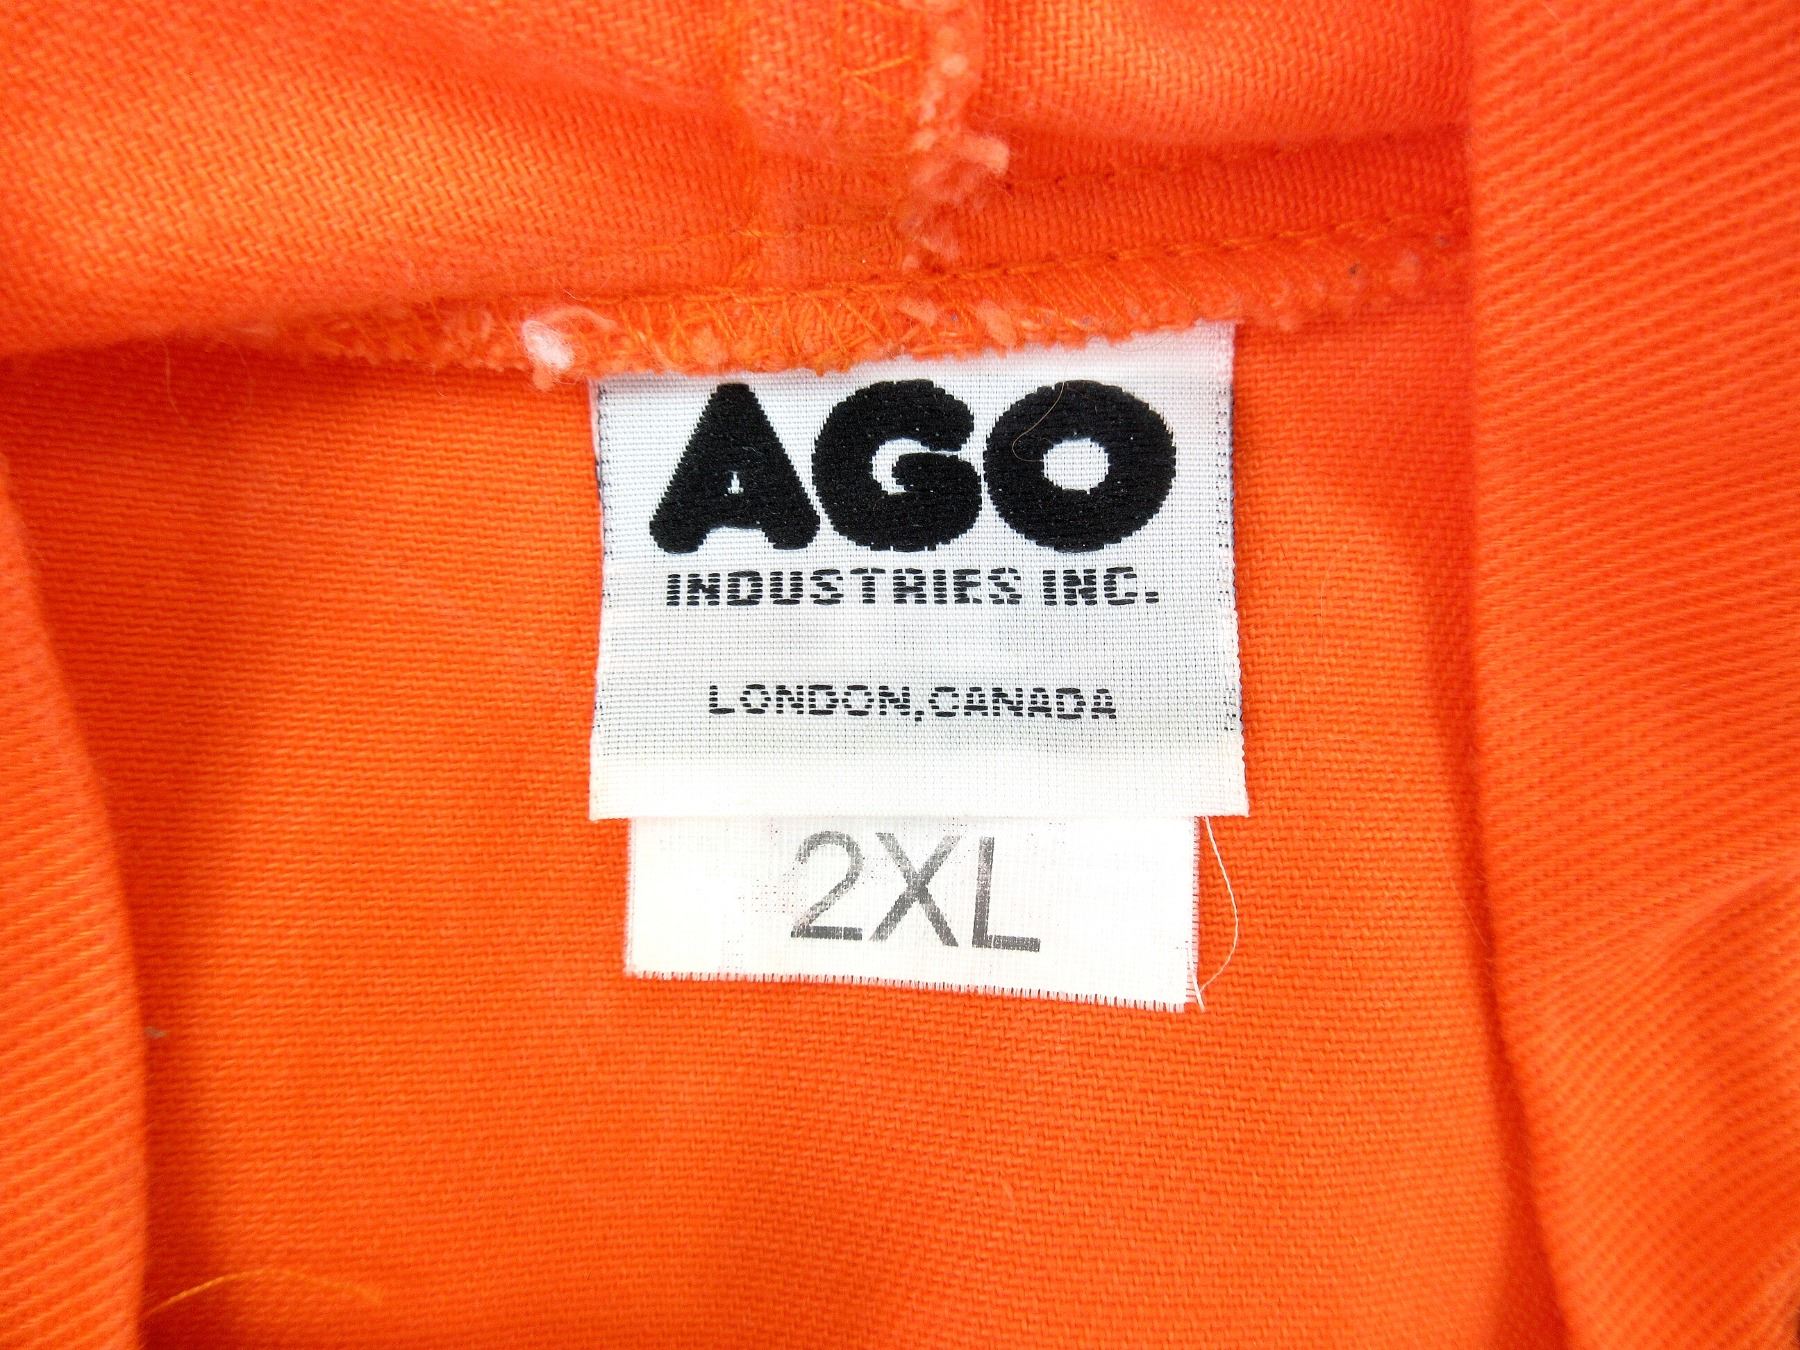 AGO
INDUSTRIES INC.
LONDON,CANADA
2XL